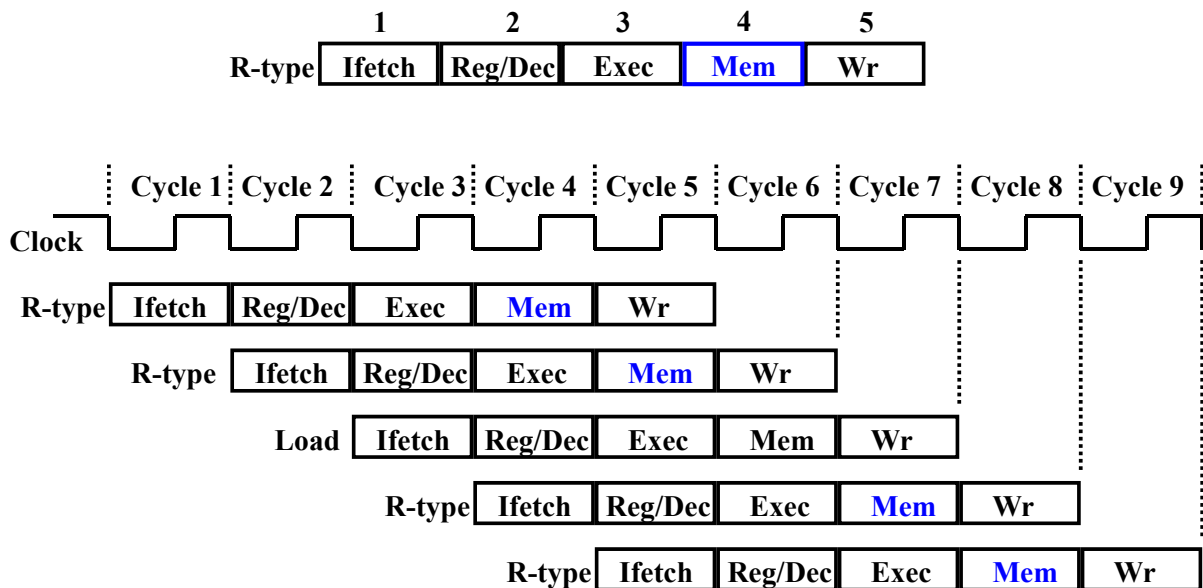 1 2 3 4 5
R-type Ifetch Reg/Dec Exec Mem Wr
Cycle 1 Cycle 2 Cycle 3 Cycle 4 Cycle 5 Cycle 6 Cycle 7 Cycle 8 Cycle 9
Clock
R-type Ifetch Reg/Dec Exec Mem Wr
R-type Ifetch Reg/Dec Exec Mem Wr
Load Ifetch Reg/Dec Exec Mem Wr
R-type Ifetch Reg/Dec Exec Mem Wr
R-type Ifetch Reg/Dec Exec Mem Wr